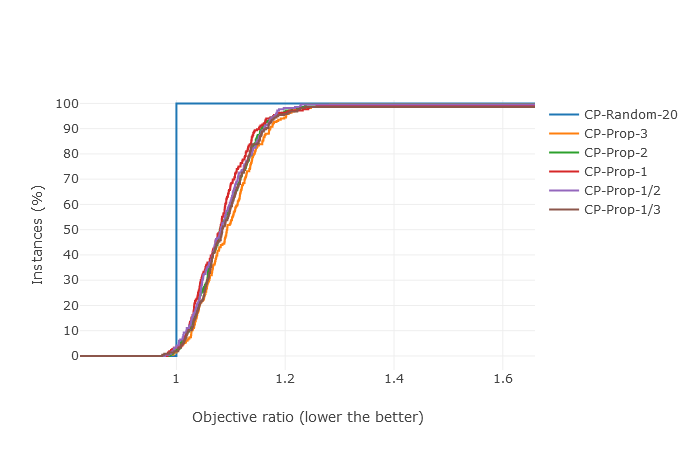 100
90
80
70
60
50
40
30
20
10
0
Instances (%)
1
1.2
1.4
1.6
Objective ratio (lower the better)
CP-Random-20
CP-Prop-3
CP-Prop-2
CP-Prop-1
CP-Prop-1/2
CP-Prop-1/3